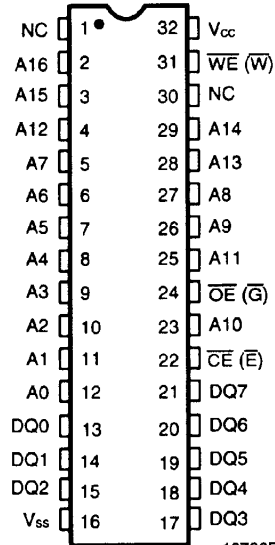 NC 1 32 Vcc
A16 2 31 WE (W)
A15 3 30 NC
A12 4 29 A14
A7 5 28 A13
A6 6 27 A8
A5 7 26 A9
A4 8 25 A11
A3 9 24 OE (G)
A2 10 23 A10
A1 11 22 CE (E)
A0 12 21 DQ7
DQ0 13 20 DQ6
DQ1 14 19 DQ5
DQ2 15 18 DQ4
Vss 16 17 DQ3